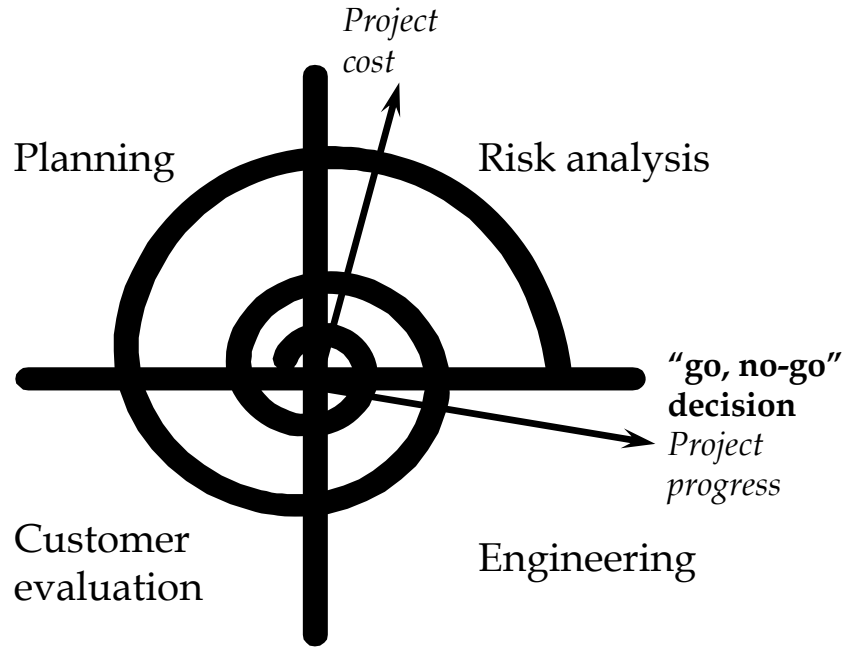 Project
cost
Planning
Risk analysis
“go, no-go”
decision
Project
progress
Customer
evaluation
Engineering